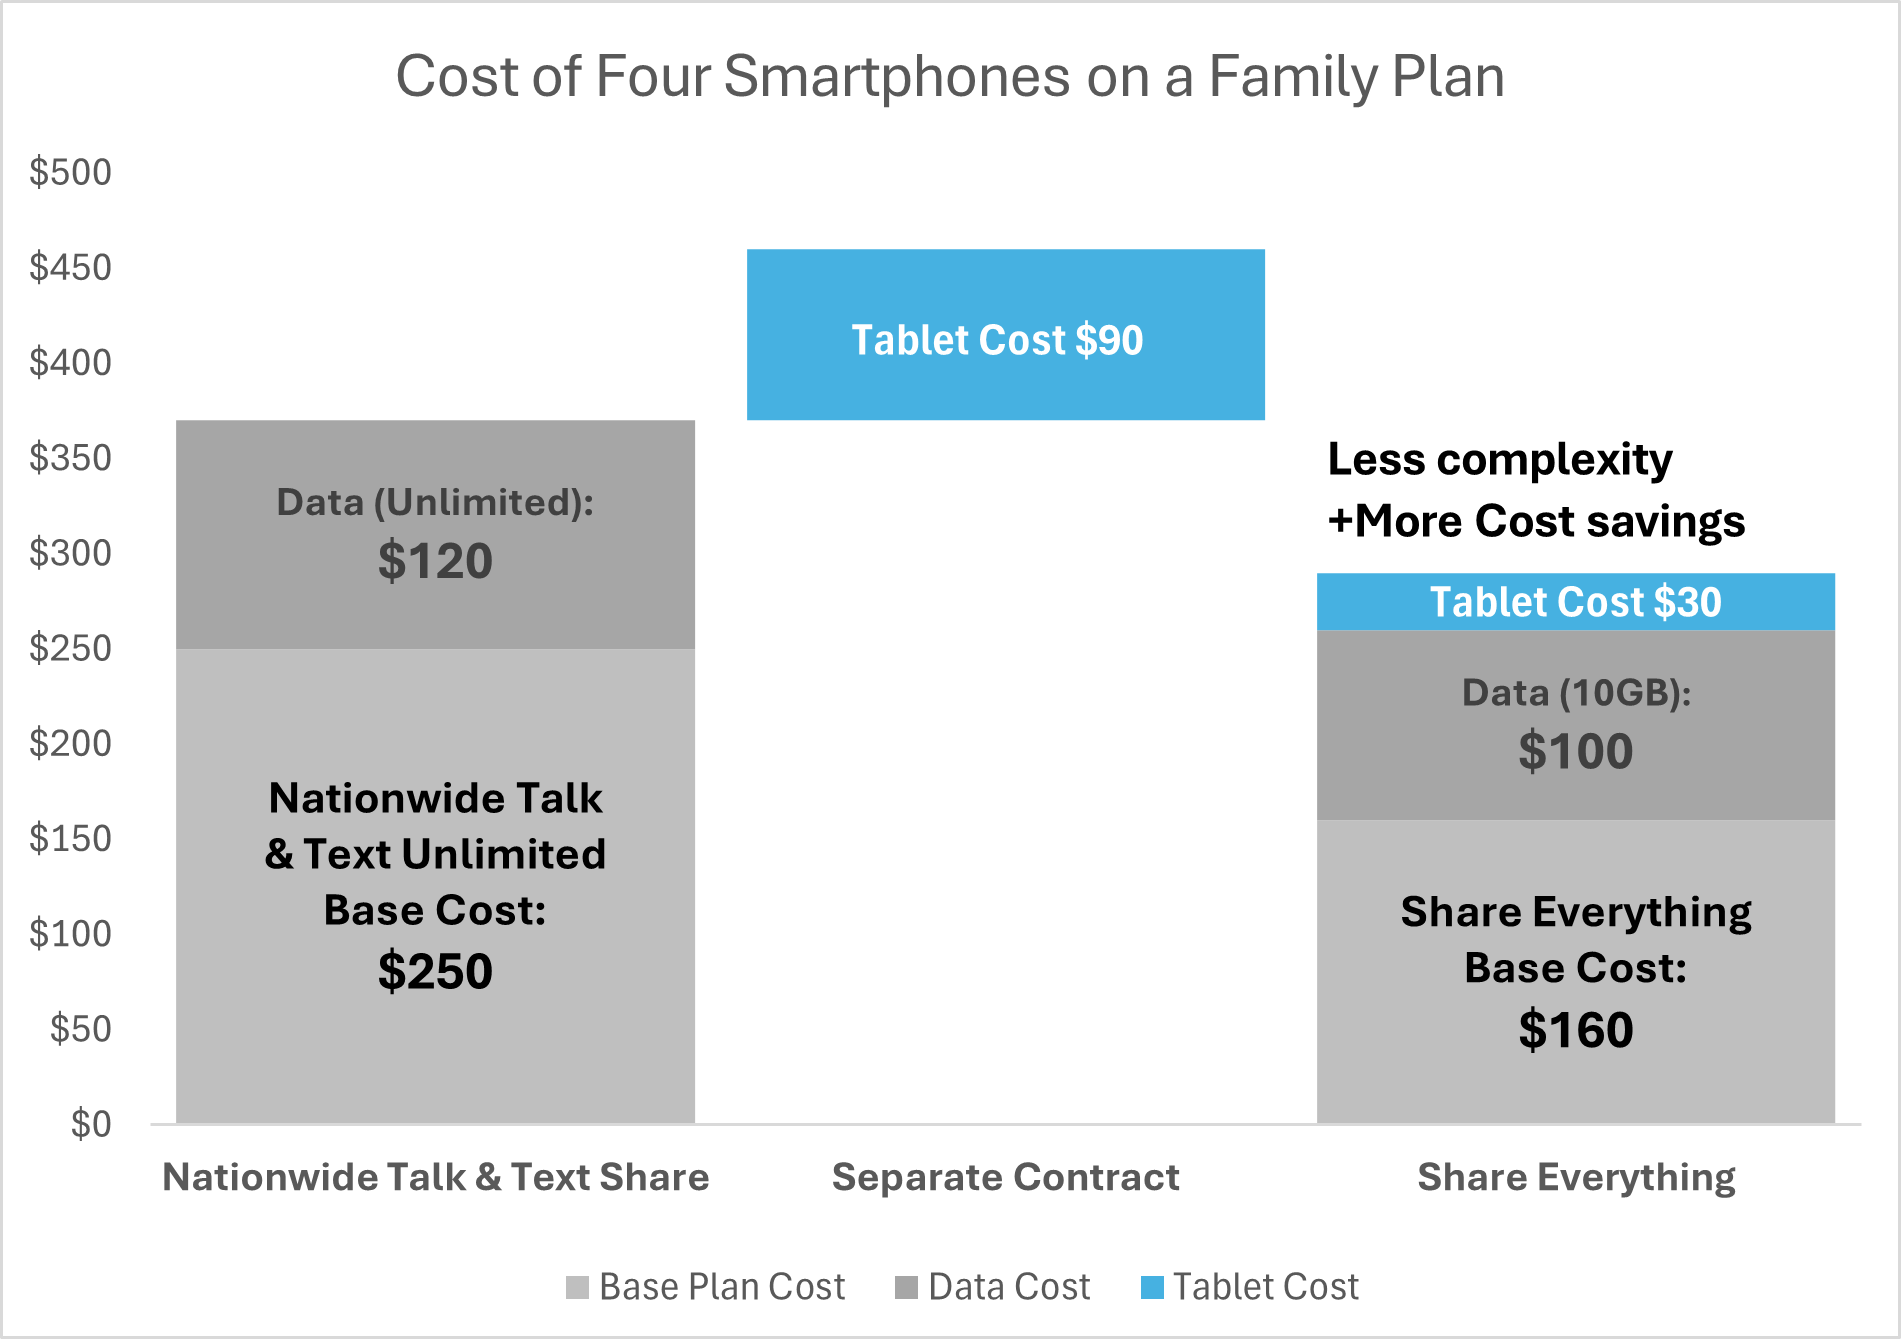 Cost of Four Smartphones on a Family Plan
$500
$450
$400
$350
$300
$250
$200
$150
$100
$50
$0
Data (Unlimited):
$120
Nationwide Talk
& Text Unlimited
Base Cost:
$250
Tablet Cost $90
Less complexity
+More Cost savings
Tablet Cost $30
Data (10GB):
$100
Share Everything
Base Cost:
$160
Nationwide Talk & Text Share
Separate Contract
Share Everything
Base Plan Cost
Data Cost
Tablet Cost